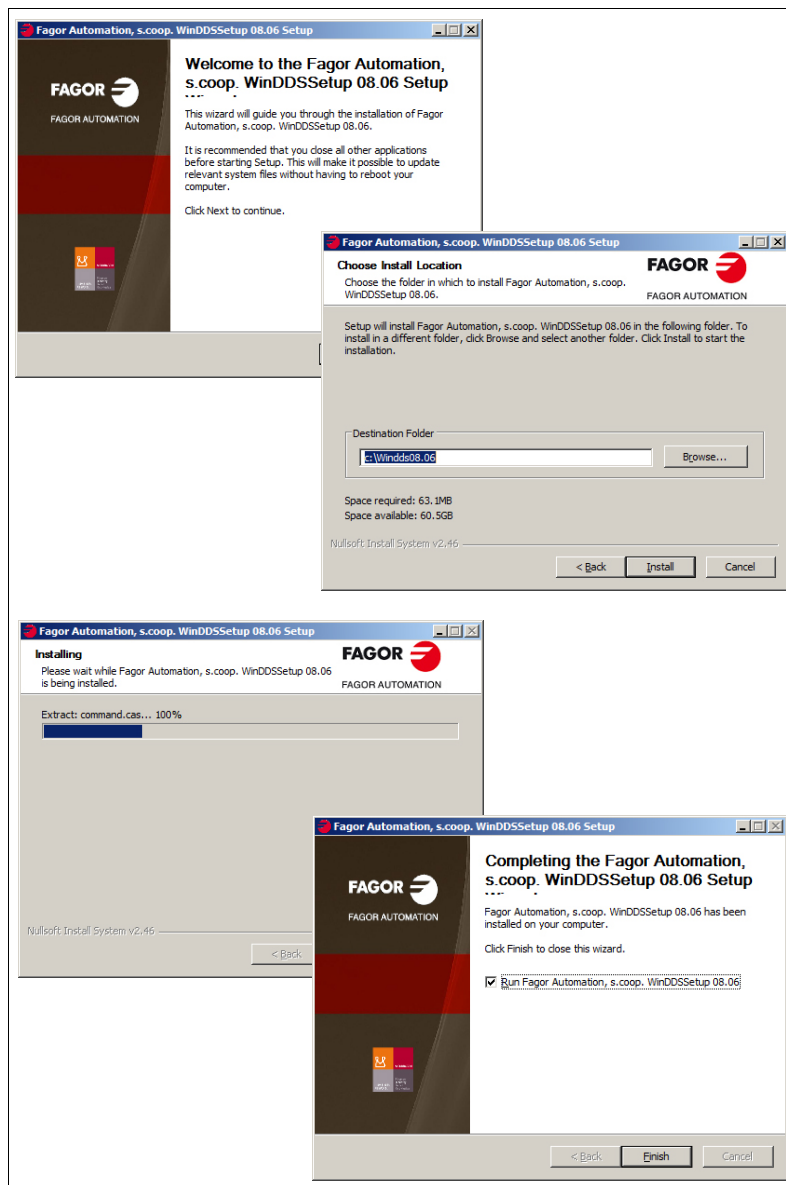 Fagor Automation, s.coop. WinDDSSetup 08.06 Setup
FAGOR
FAGOR AUTOMATION
Welcome to the Fagor Automation,
s.coop. WinDDSSetup 08.06 Setup
This wizard will guide you through the installation of Fagor
Automation, s.coop. WinDDSSetup 08.06.
It is recommended that you close all other applications
before starting Setup. This will make it possible to update
relevant system files without having to reboot your
computer.
Click Next to continue.
Fagor Automation, s.coop. WinDDSSetup 08.06 Setup
Choose Install Location
Choose the folder in which to install Fagor Automation, s.coop.
WinDDSSetup 08.06.
FAGOR
FAGOR AUTOMATION
Setup will install Fagor Automation, s.coop. WinDDSSetup 08.06 in the following folder. To
install in a different folder, click Browse and select another folder. Click Install to start the
installation.
Destination Folder
c:\Windds08.06
Browse...
Space required: 63.1MB
Space available: 60.5GB
Nullsoft Install System v2.46
< Back
Install
Cancel
Fagor Automation, s.coop. WinDDSSetup 08.06 Setup
Installing
Please wait while Fagor Automation, s.coop. WinDDSSetup 08.06
is being installed.
FAGOR
FAGOR AUTOMATION
Extract: command.cas... 100%
Nullsoft Install System v2.46
< Back
Fagor Automation, s.coop. WinDDSSetup 08.06 Setup
FAGOR
FAGOR AUTOMATION
Completing the Fagor Automation,
s.coop. WinDDSSetup 08.06 Setup
Fagor Automation, s.coop. WinDDSSetup 08.06 has been
installed on your computer.
Click Finish to close this wizard.
Run Fagor Automation, s.coop. WinDDSSetup 08.06
< Back
Finish
Cancel